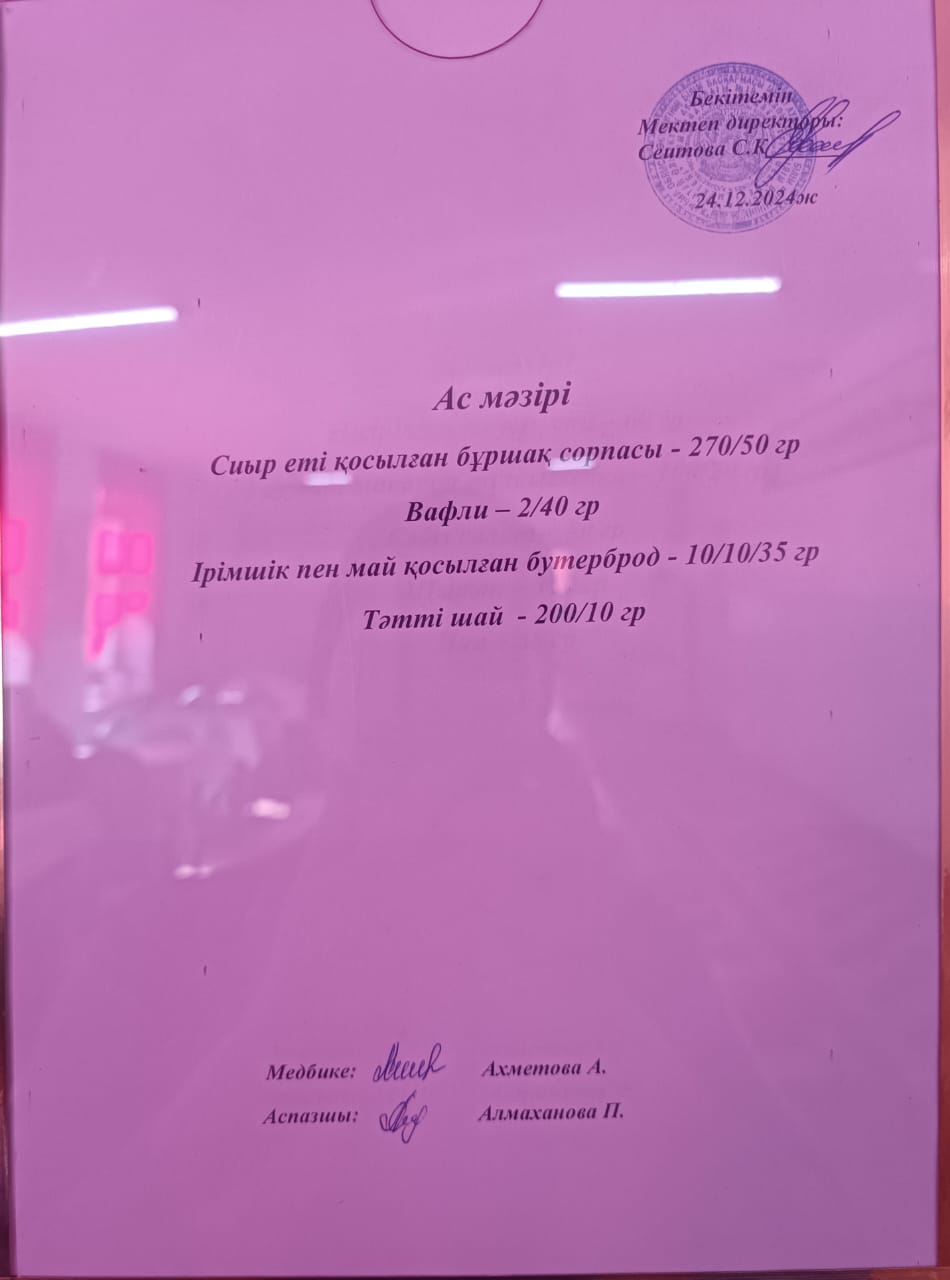 Бекітемін
Мектеп директоры:
Сеитова С.К
24.12.2024ж
Ас мәзірі
Сиыр еті қосылған бұршақ сорпасы - 270/50 гр
Вафли – 2/40 гр
Ірімшік пен май қосылған бутерброд - 10/10/35 гр
Тәтті шай - 200/10 гр
Медбике: Ахметова А.
Аспазшы: Алмаханова П.